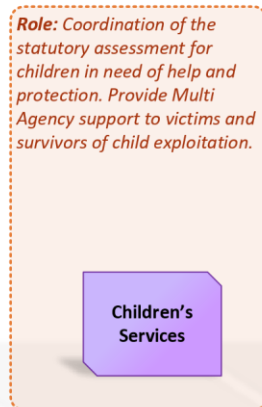 Role: Coordination of the
statutory assessment for
children in need of help and
protection. Provide Multi
Agency support to victims and
survivors of child exploitation.
Children's
Services